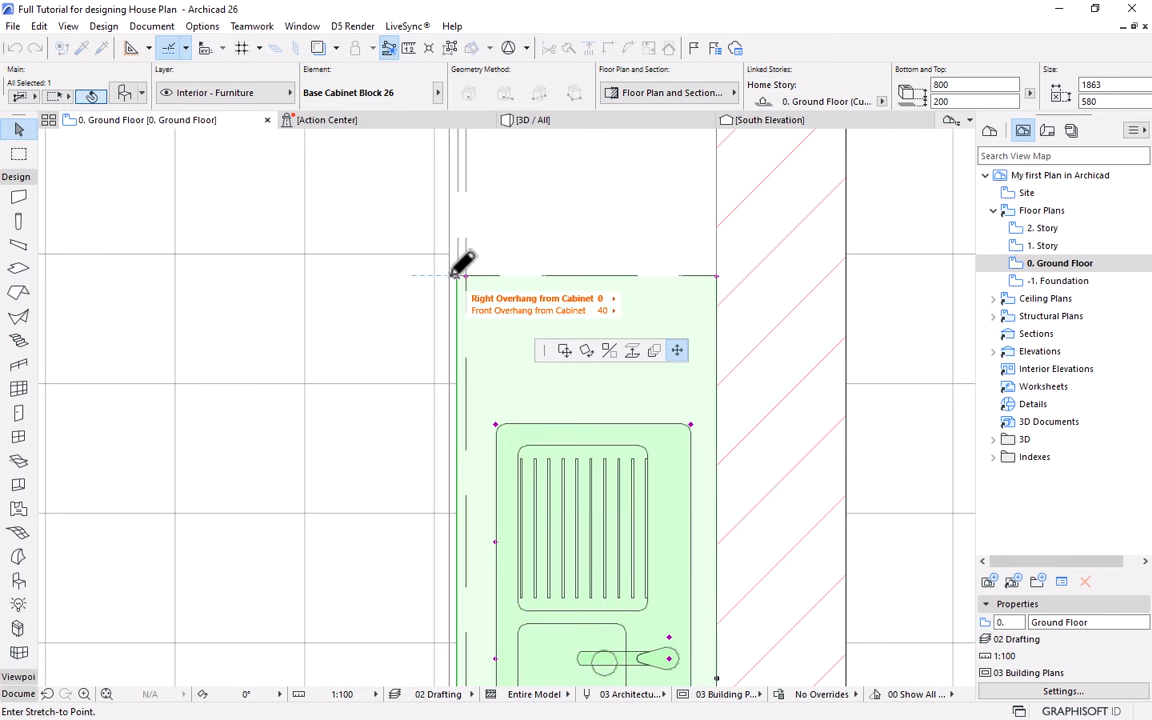 Full Tutorial for designing House Plan - Archicad 26
File Edit View Design Document Options Teamwork Window D5 Render LiveSync® Help
Main:
All Selected: 1
Layer:
Interior - Furniture
Element:
Base Cabinet Block 26
Geometry Method:
Floor Plan and Section:
Floor Plan and Section...
Linked Stories:
Home Story:
0. Ground Floor (Cu...
Bottom and Top:
800
200
Size:
1863
580
0. Ground Floor [0. Ground Floor]
[Action Center]
[3D / All]
[South Elevation]
Design
Viewpoi
Docume
Right Overhang from Cabinet 0
Front Overhang from Cabinet 40
Search View Map
My first Plan in Archicad
Site
Floor Plans
2. Story
1. Story
0. Ground Floor
-1. Foundation
Ceiling Plans
Structural Plans
Sections
Elevations
Interior Elevations
Worksheets
Details
3D Documents
3D
Indexes
Properties
0. Ground Floor
02 Drafting
1:100
03 Building Plans
Settings...
N/A 0° 1:100 02 Drafting Entire Model 03 Architectu... 03 Building P... No Overrides 00 Show All ...
Enter Stretch-to Point.
GRAPHISOFT ID